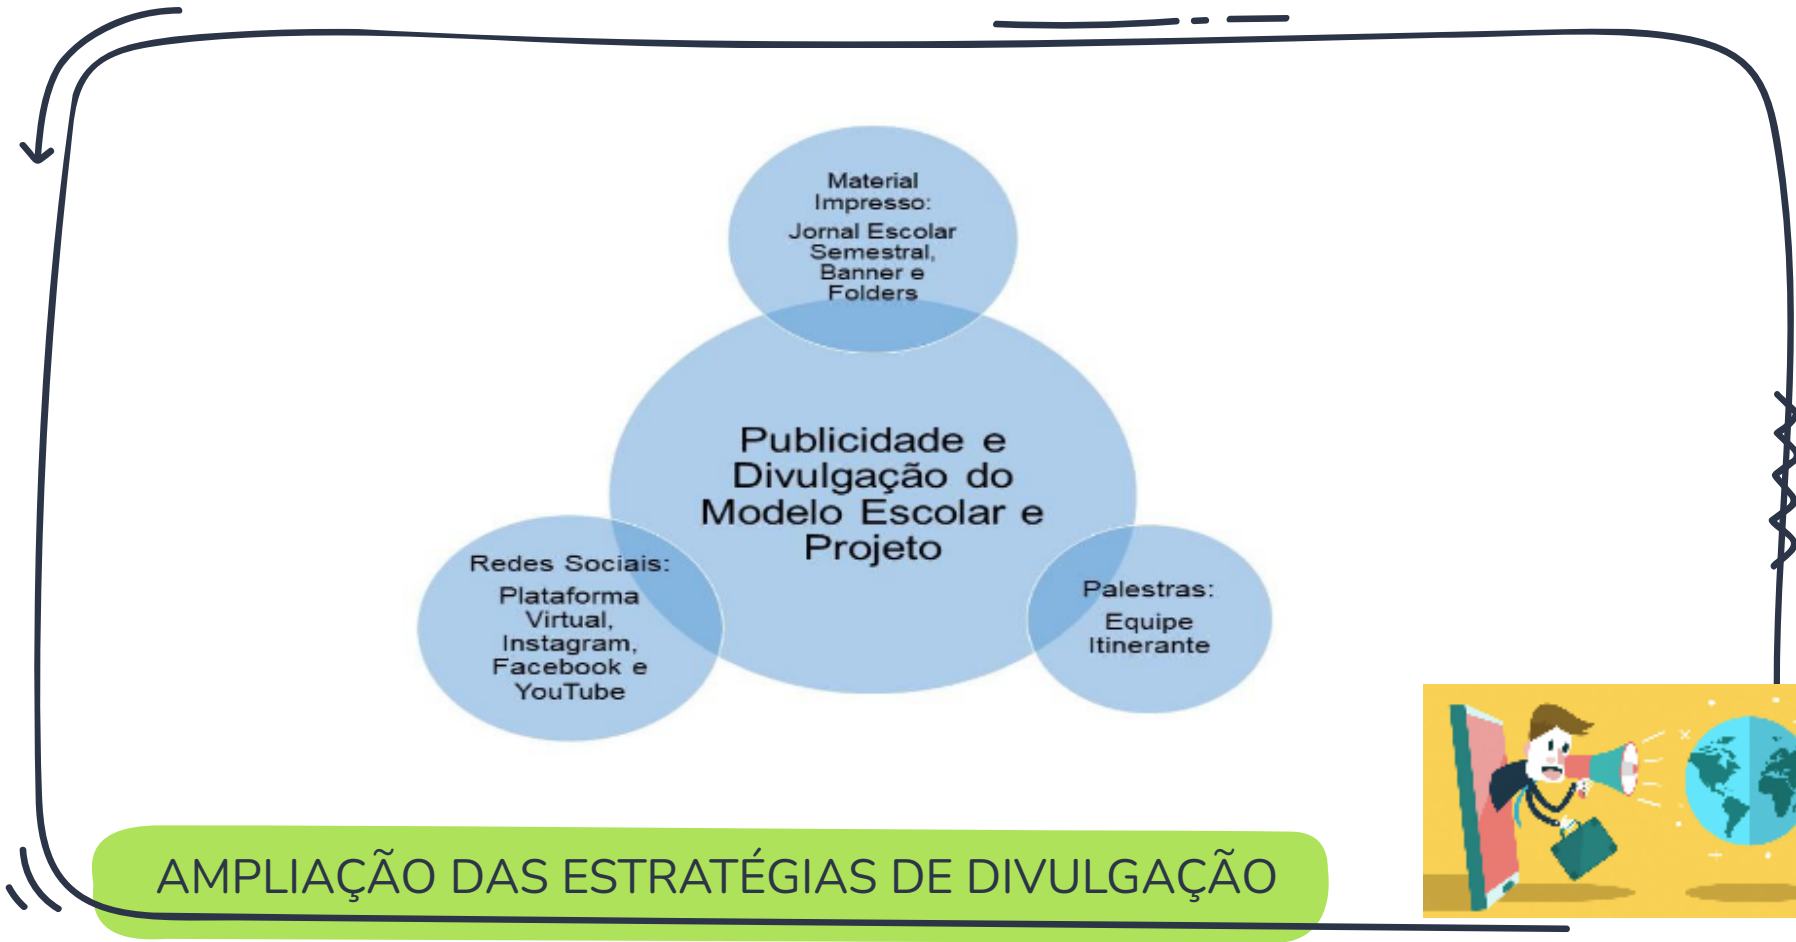 Material
Impresso:
Jornal Escolar
Semestral,
Banner e
Folders
Publicidade e
Divulgação do
Modelo Escolar e
Projeto
Redes Sociais:
Plataforma
Virtual,
Instagram,
Facebook e
YouTube
Palestras:
Equipe
Itinerante
AMPLIAÇÃO DAS ESTRATÉGIAS DE DIVULGAÇÃO